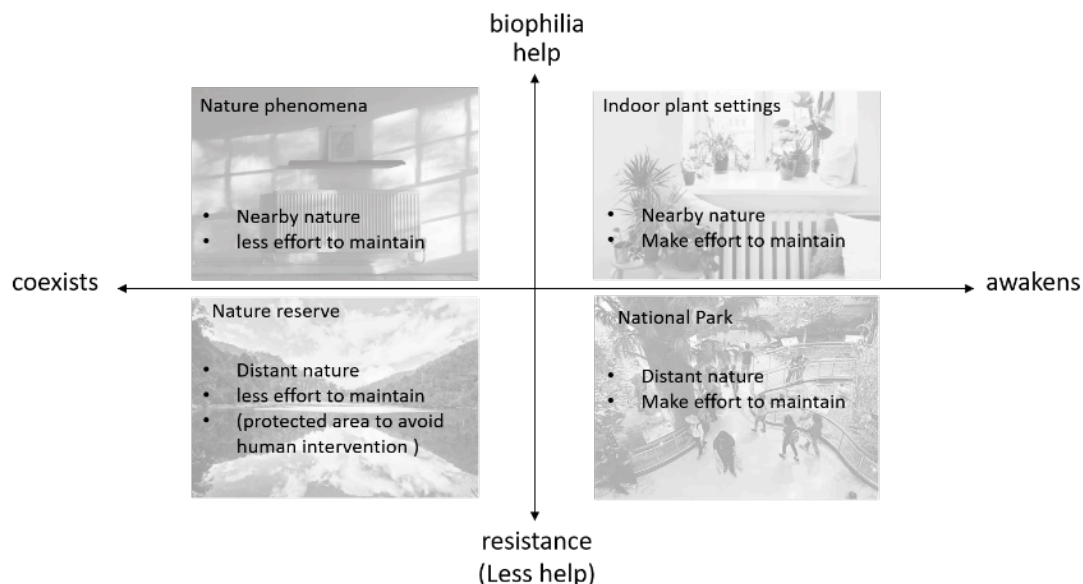 biophilia
help
Nature phenomena
• Nearby nature
• less effort to maintain
Indoor plant settings
• Nearby nature
• Make effort to maintain
coexists
awakens
Nature reserve
• Distant nature
• less effort to maintain
• (protected area to avoid
human intervention )
National Park
• Distant nature
• Make effort to maintain
resistance
(Less help)